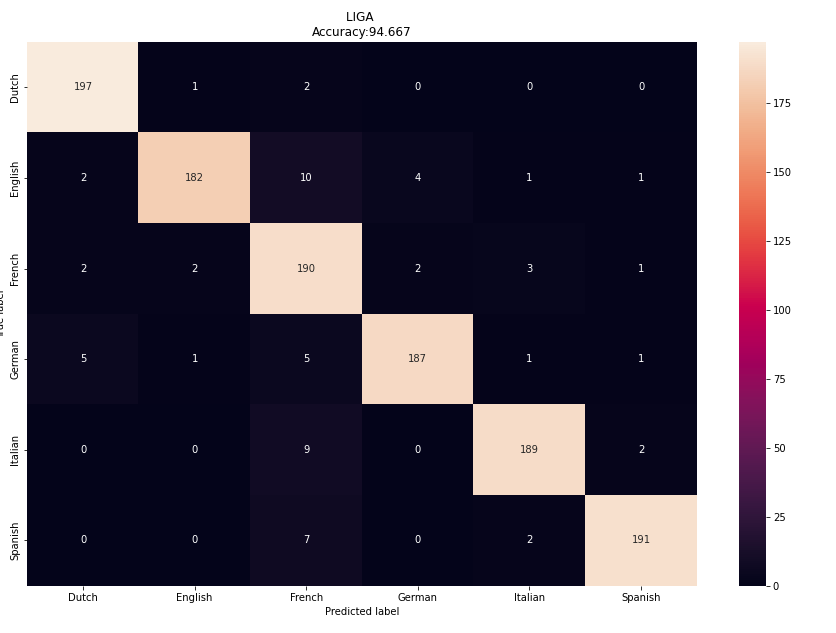 LIGA
Accuracy:94.667
Dutch 197 1 2 0 0 0
English 2 182 10 4 1 1
French 2 2 190 2 3 1
German 5 1 5 187 1 1
Italian 0 0 9 0 189 2
Spanish 0 0 7 0 2 191
Dutch English French German Italian Spanish
Predicted label
175
150
125
100
75
50
25
0